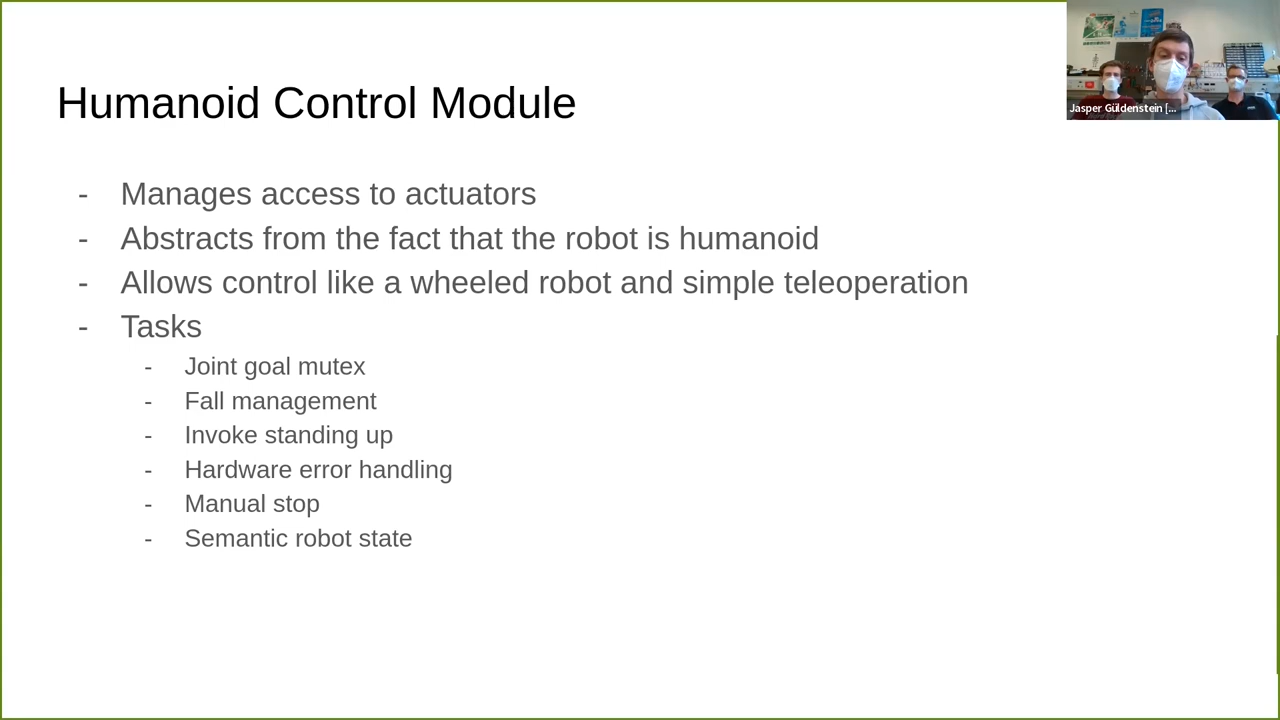 Humanoid Control Module
- Manages access to actuators
- Abstracts from the fact that the robot is humanoid
- Allows control like a wheeled robot and simple teleoperation
- Tasks
- Joint goal mutex
- Fall management
- Invoke standing up
- Hardware error handling
- Manual stop
- Semantic robot state
Jasper Güldenstein [...